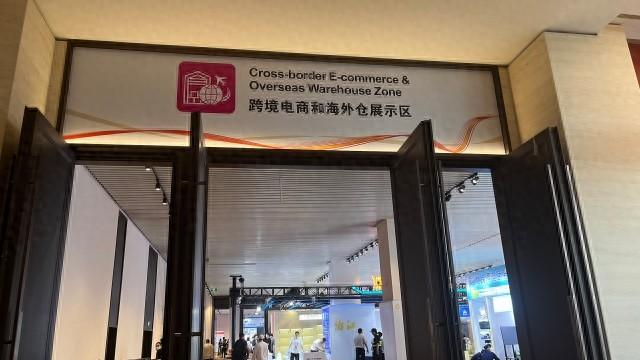 Cross-border E-commerce &
Overseas Warehouse Zone
跨境电商和海外仓展示区